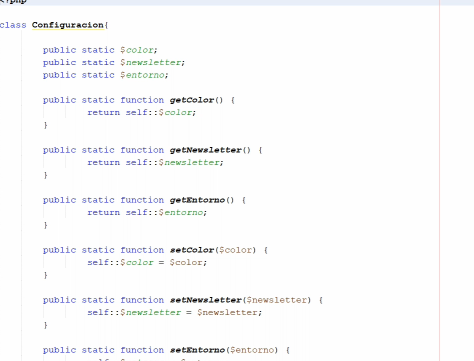 <?php
class Configuracion{
public static $color;
public static $newsletter;
public static $entorno;
public static function getColor() {
return self::$color;
}
public static function getNewsletter() {
return self::$newsletter;
}
public static function getEntorno() {
return self::$entorno;
}
public static function setColor($color) {
self::$color = $color;
}
public static function setNewsletter($newsletter) {
self::$newsletter = $newsletter;
}
public static function setEntorno($entorno) {